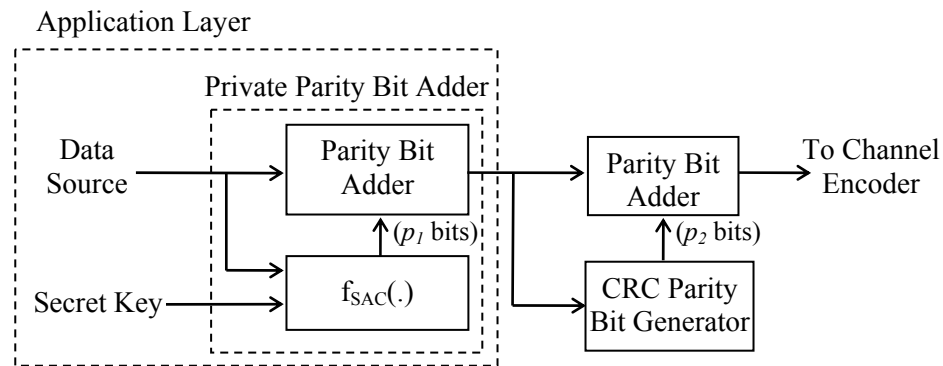 Application Layer
Private Parity Bit Adder
Data
Source
Parity Bit
Adder
Parity Bit
Adder
To Channel
Encoder
(p1 bits)
(p2 bits)
Secret Key
fSAC(.)
CRC Parity
Bit Generator